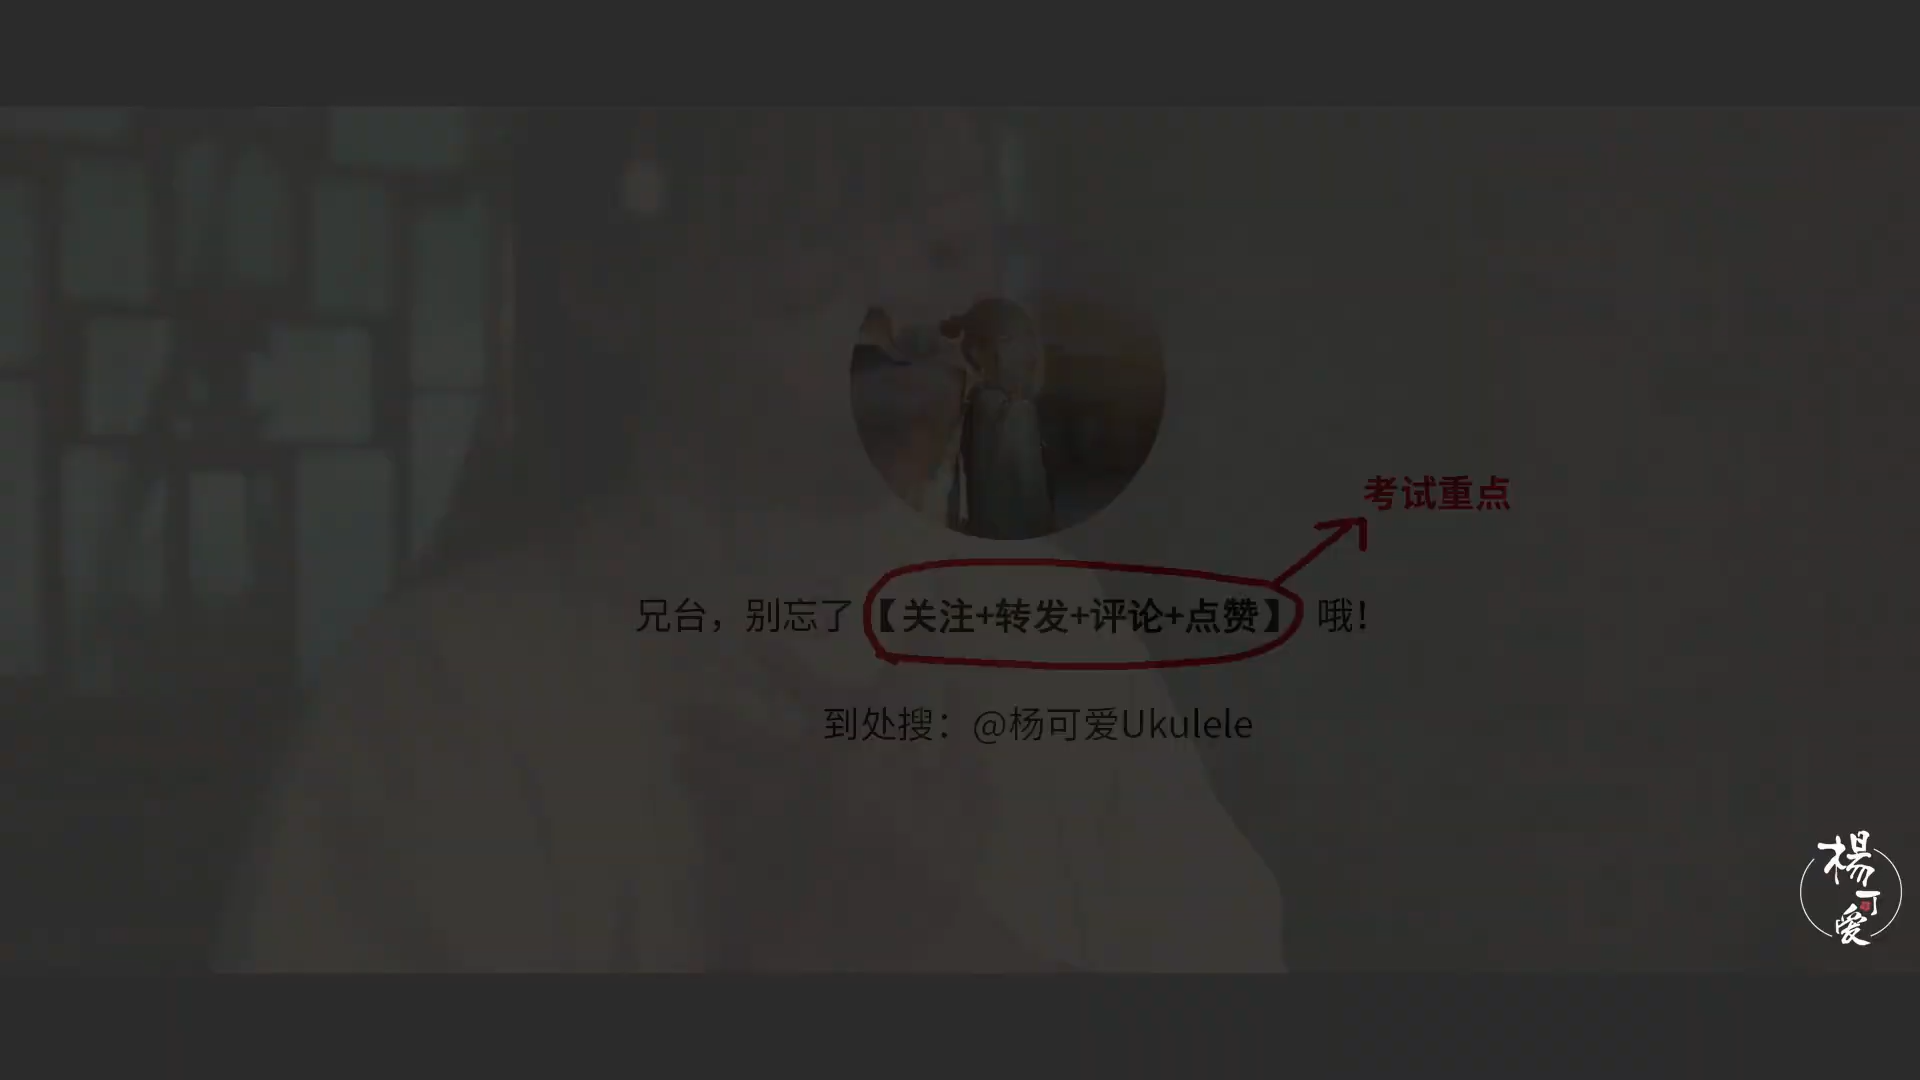 考试重点
兄台，别忘了【关注+转发+评论+点赞】哦！
到处搜：@杨可爱Ukulele
楊可爱